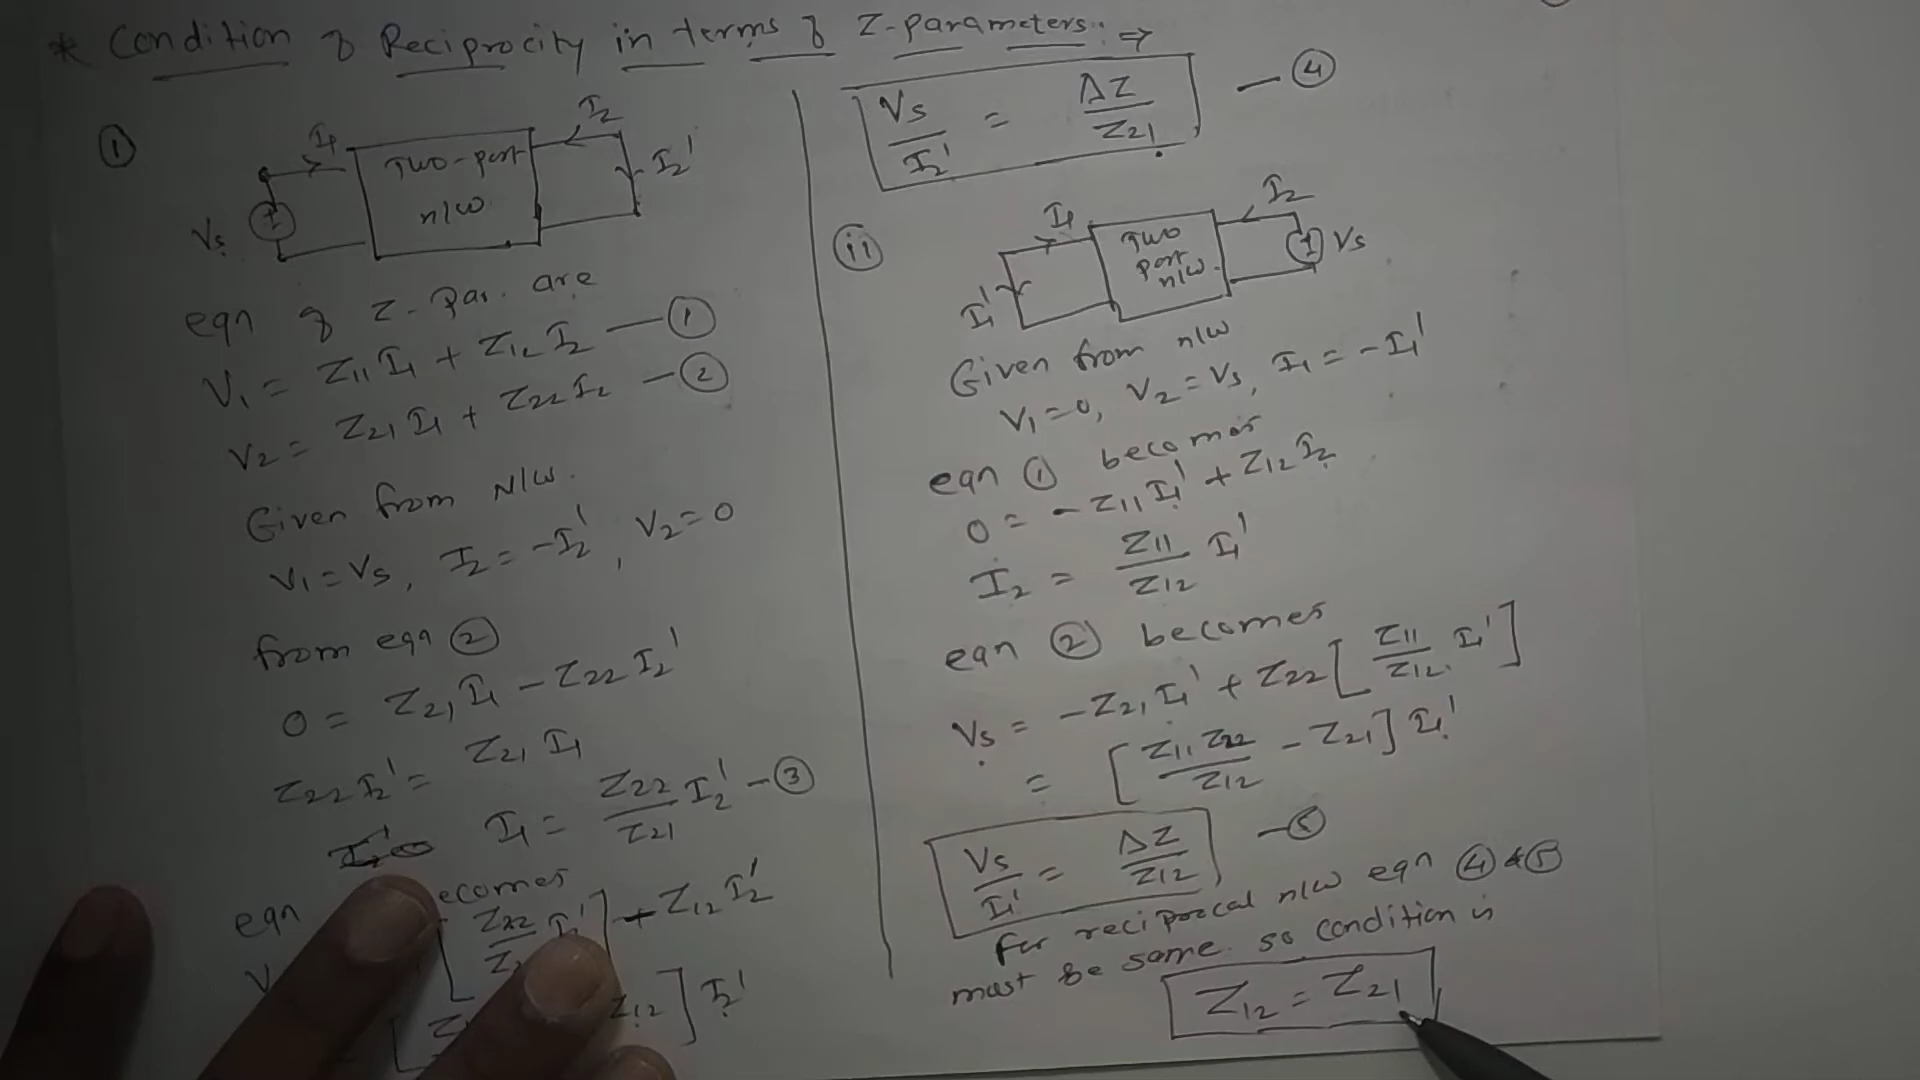 * Condition of Reciprocity in terms of Z-parameters :- ⇒
①
I1
I2
Two-port
n/w
I2'
Vs
eqn of Z-par. are
V1 = Z11 I1 + Z12 I2 — ①
V2 = Z21 I1 + Z22 I2 — ②
Given from N/w.
V1 = Vs, I2 = -I2', V2 = 0
from eqn ②
0 = Z21 I1 - Z22 I2'
Z22 I2' = Z21 I1
I1 = Z22/Z21 I2' — ③
eqn ecomes
V [Z22/Z I'] + Z12 I2'
= [Z Z12] I2'
Vs/I2' = ΔZ/Z21 — ④
ii
I1
I2
Two
port
n/w.
Vs
I1'
Given from n/w
V1 = 0, V2 = Vs, I1 = -I1'
eqn ① becomes
0 = -Z11 I1' + Z12 I2
I2 = Z11/Z12 I1'
eqn ② becomes
Vs = -Z21 I1' + Z22 [Z11/Z12 I1']
= [Z11 Z22/Z12 - Z21] I1'
Vs/I1' = ΔZ/Z12 — ⑤
for reciprocal n/w eqn ④ & ⑤
must be same. so condition is
Z12 = Z21